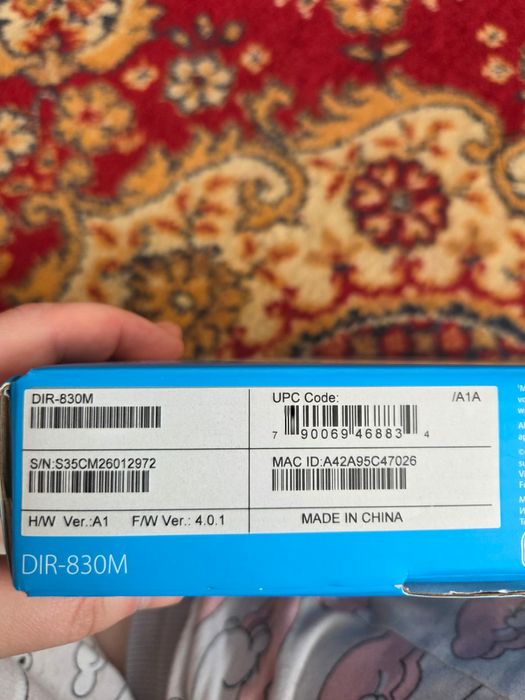 DIR-830M
UPC Code:
/A1A
7 90069 46883 4
S/N:S35CM26012972
MAC ID:A42A95C47026
H/W Ver.:A1 F/W Ver.: 4.0.1
MADE IN CHINA
DIR-830M